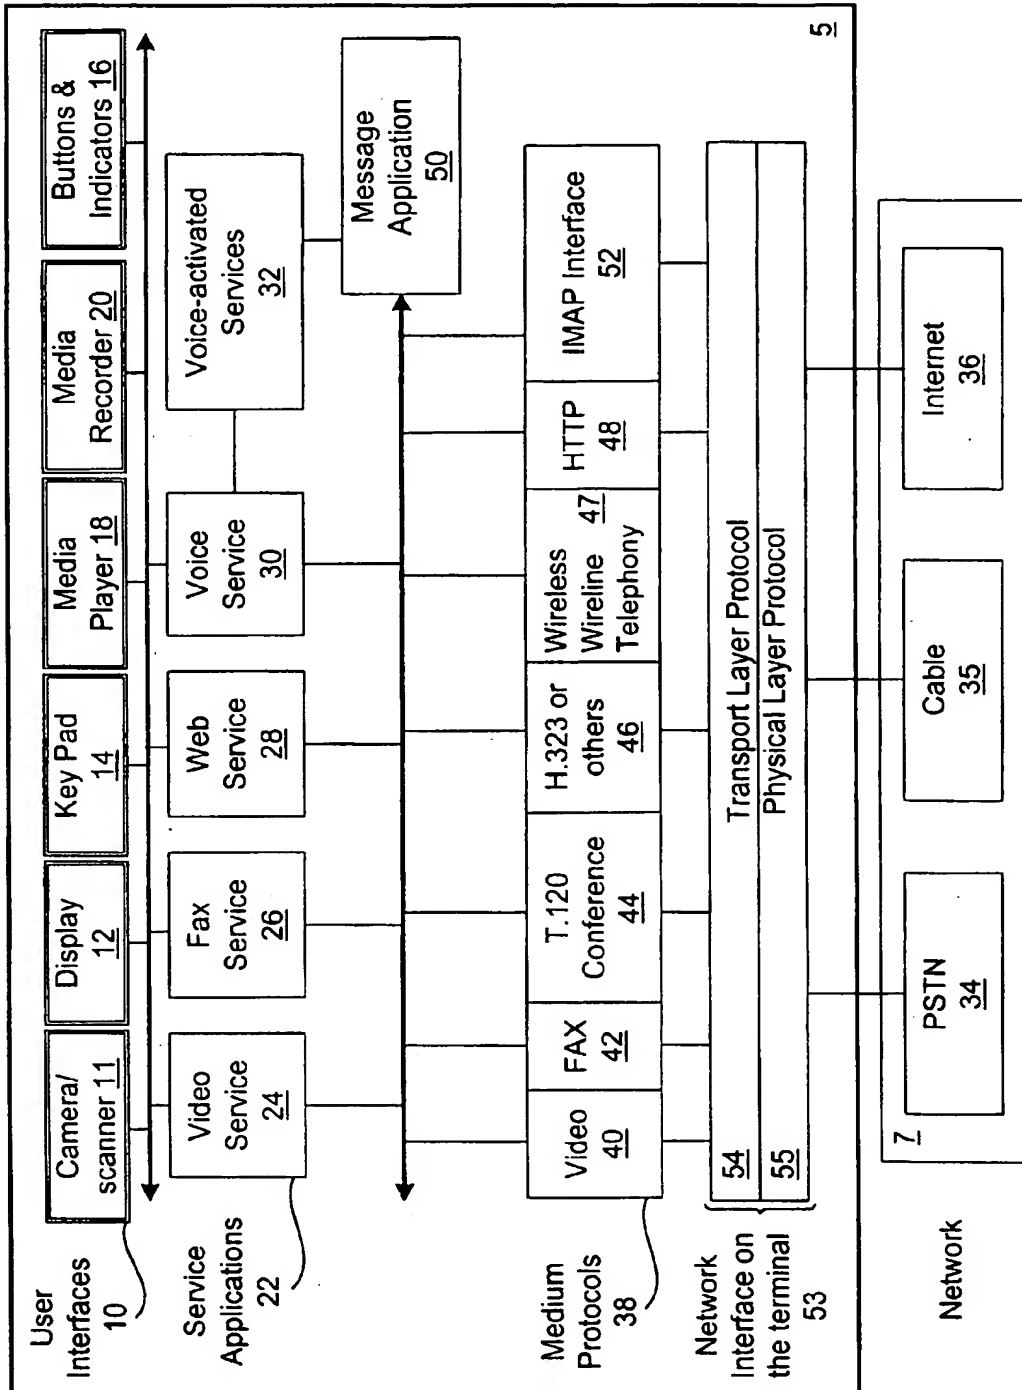 User
Interfaces
10
Camera/
scanner 11
Display
12
Key Pad
14
Media
Player 18
Media
Recorder 20
Buttons &
Indicators 16
Service
Applications
22
Video
Service
24
Fax
Service
26
Web
Service
28
Voice
Service
30
Voice-activated
Services
32
Message
Application
50
Medium
Protocols
38
Video
40
FAX
42
T.120
Conference
44
H.323 or
others
46
Wireless
Wireline
Telephony
47
HTTP
48
IMAP Interface
52
Network
Interface on
the terminal
53
54
Transport Layer Protocol
55
Physical Layer Protocol
5
Network
7
PSTN
34
Cable
35
Internet
36